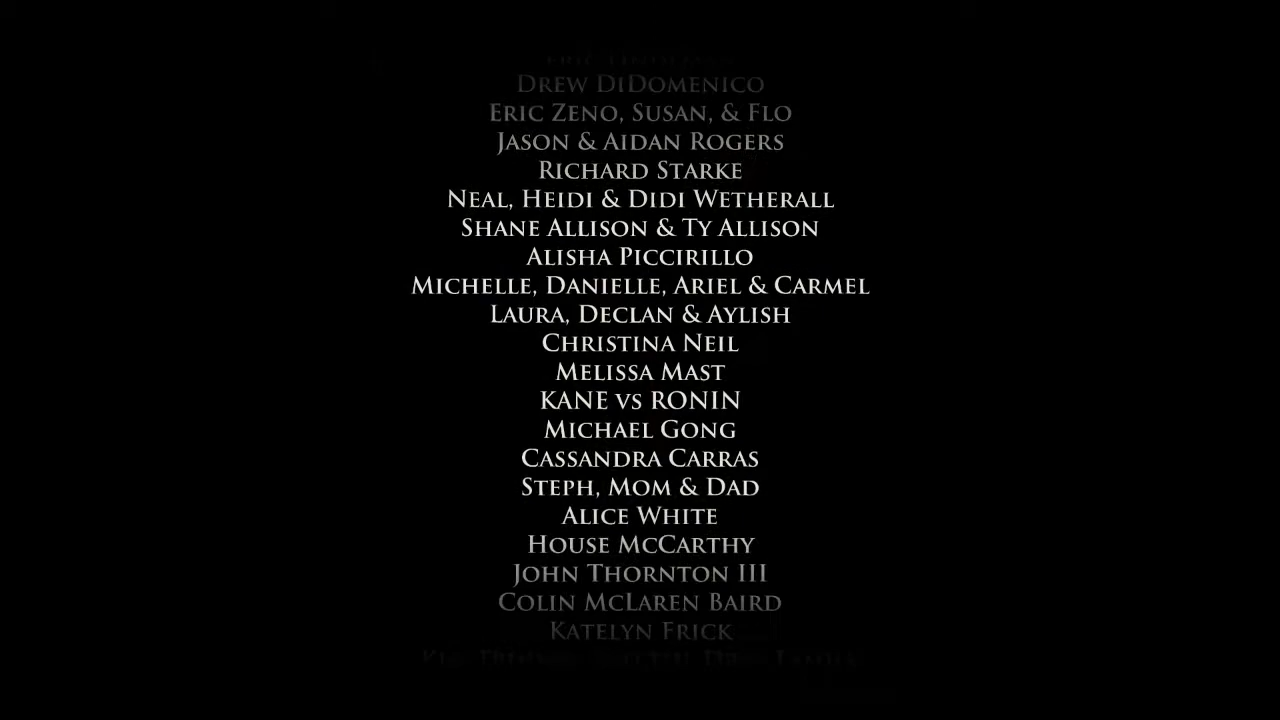 Drew DiDomenico
Eric Zeno, Susan, & Flo
Jason & Aidan Rogers
Richard Starke
Neal, Heidi & Didi Wetherall
Shane Allison & Ty Allison
Alisha Piccirillo
Michelle, Danielle, Ariel & Carmel
Laura, Declan & Aylish
Christina Neil
Melissa Mast
KANE vs RONIN
Michael Gong
Cassandra Carras
Steph, Mom & Dad
Alice White
House McCarthy
John Thornton III
Colin McLaren Baird
Katelyn Frick